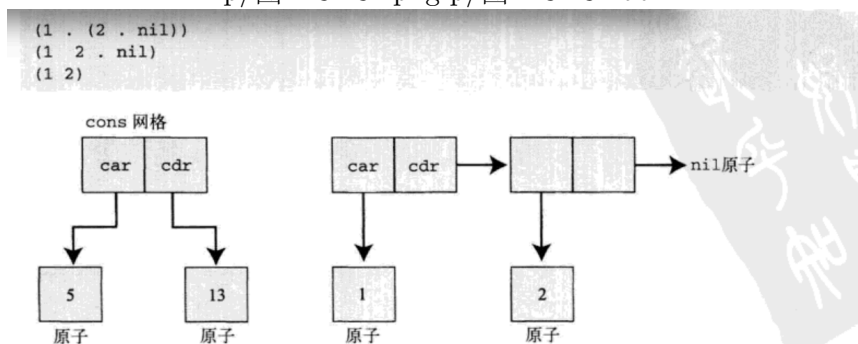 (1 . (2 . nil))
(1 2 . nil)
(1 2)
cons 网格
car cdr
5 13
原子 原子
car cdr
nil原子
1 2
原子 原子